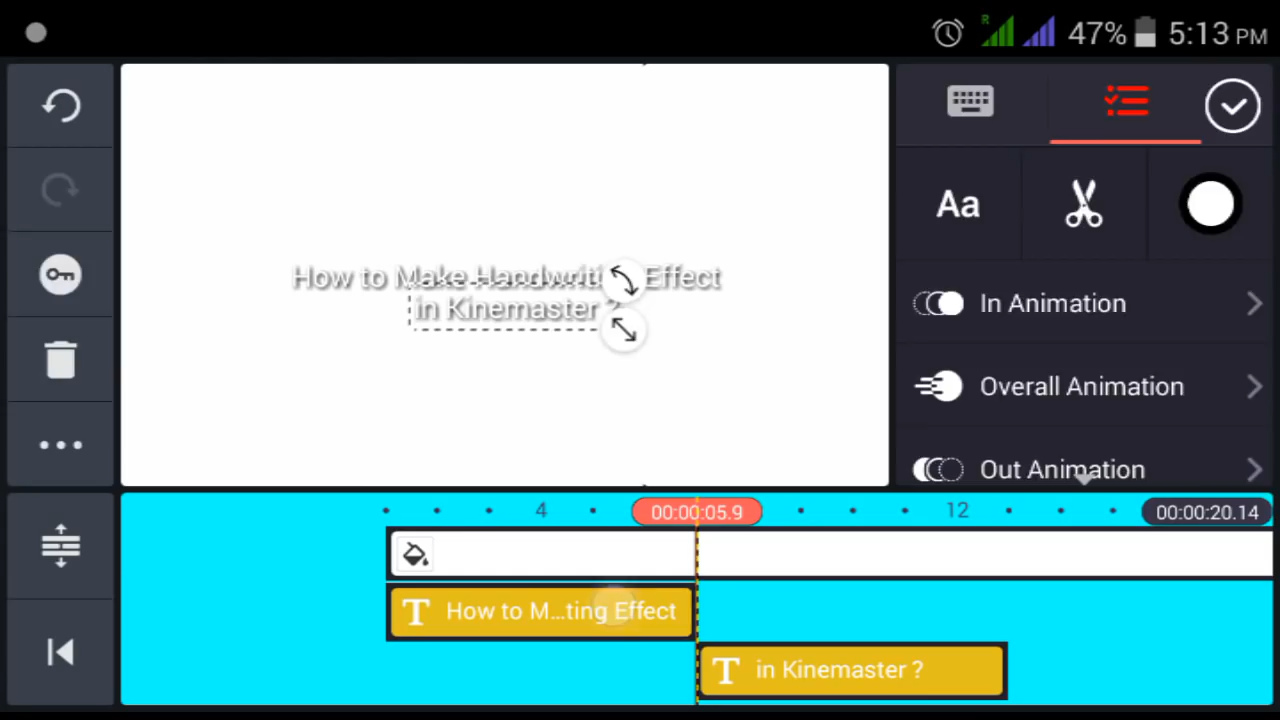 R 47% 5:13 PM
How to Make Handwriting Effect
in Kinemaster ?
Aa
In Animation
Overall Animation
Out Animation
4 00:00:05.9 12 00:00:20.14
T How to M...ting Effect
T in Kinemaster ?